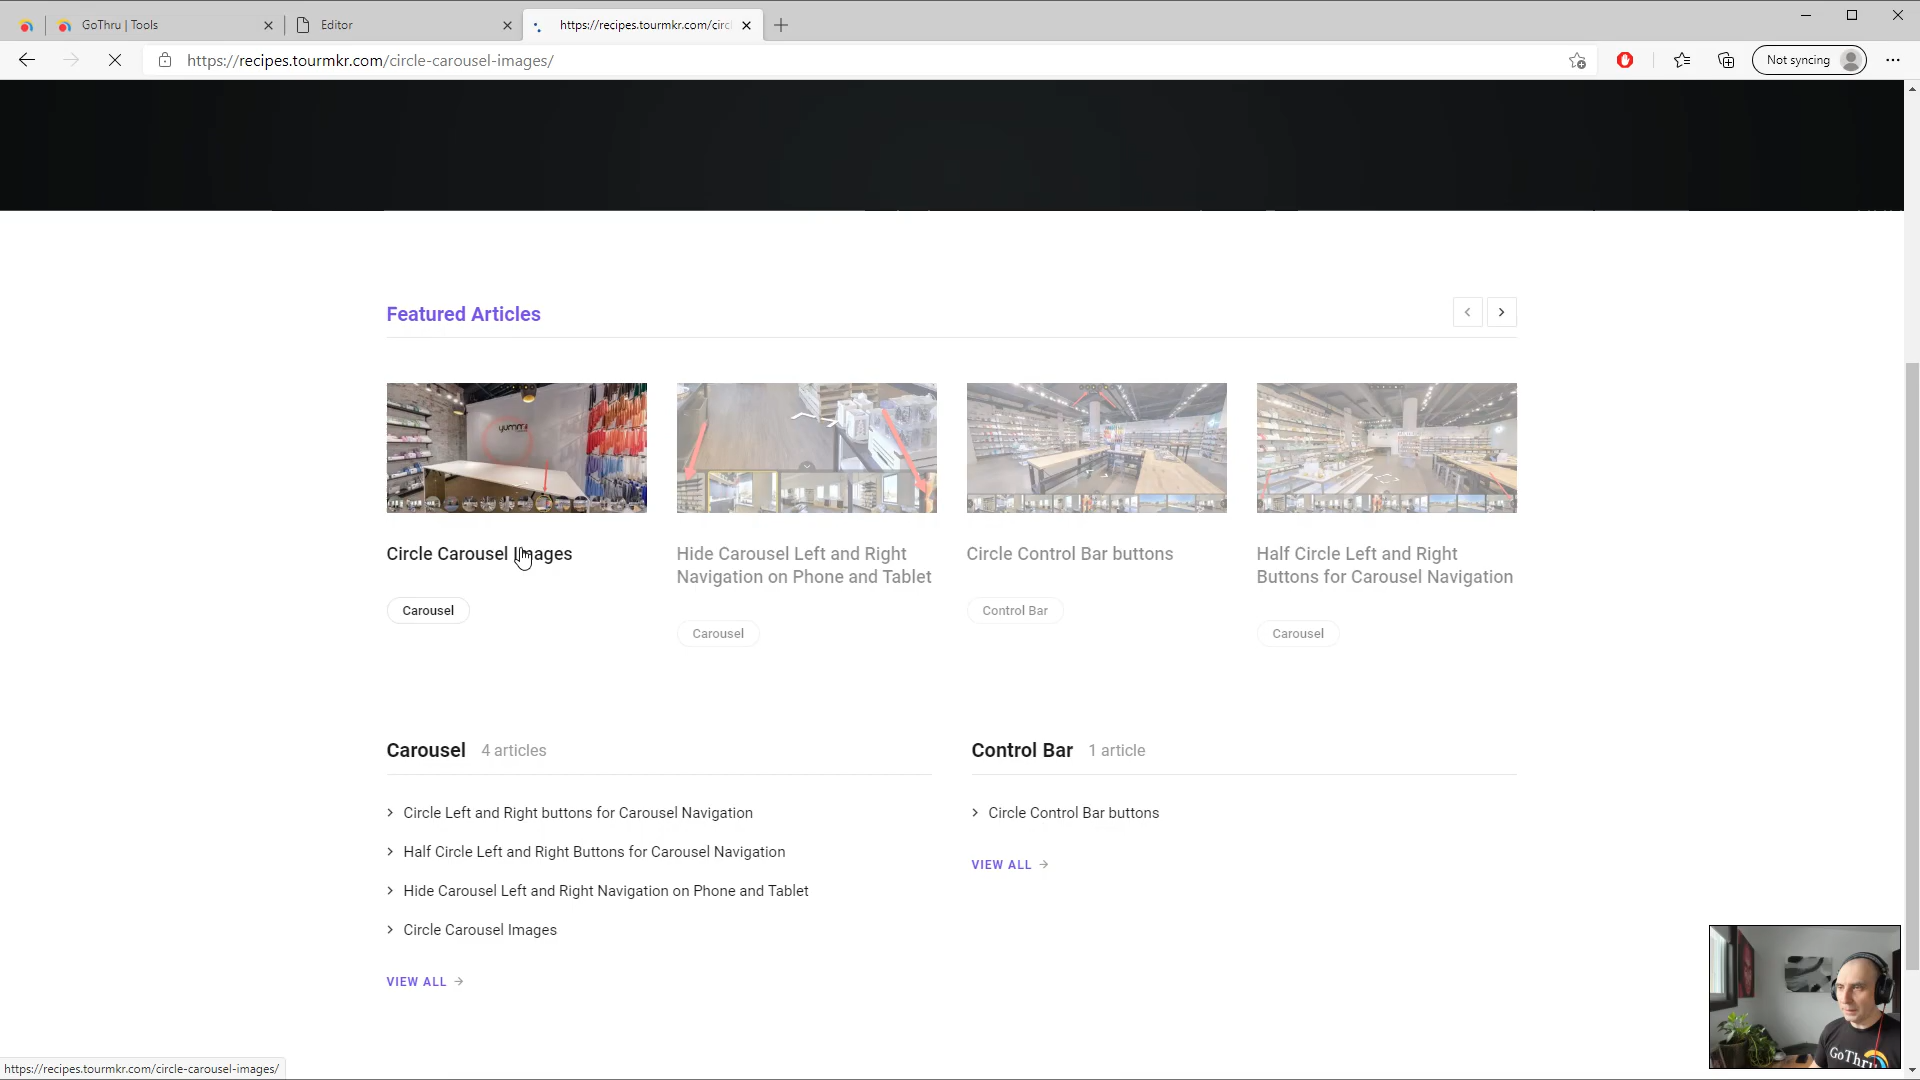 GoThru | Tools
Editor
https://recipes.tourmkr.com/circ
https://recipes.tourmkr.com/circle-carousel-images/
Not syncing
Featured Articles
yummi
Circle Carousel Images
Carousel
Hide Carousel Left and Right
Navigation on Phone and Tablet
Carousel
Circle Control Bar buttons
Control Bar
Half Circle Left and Right
Buttons for Carousel Navigation
Carousel
Carousel 4 articles
Circle Left and Right buttons for Carousel Navigation
Half Circle Left and Right Buttons for Carousel Navigation
Hide Carousel Left and Right Navigation on Phone and Tablet
Circle Carousel Images
VIEW ALL
Control Bar 1 article
Circle Control Bar buttons
VIEW ALL
GoThru
https://recipes.tourmkr.com/circle-carousel-images/